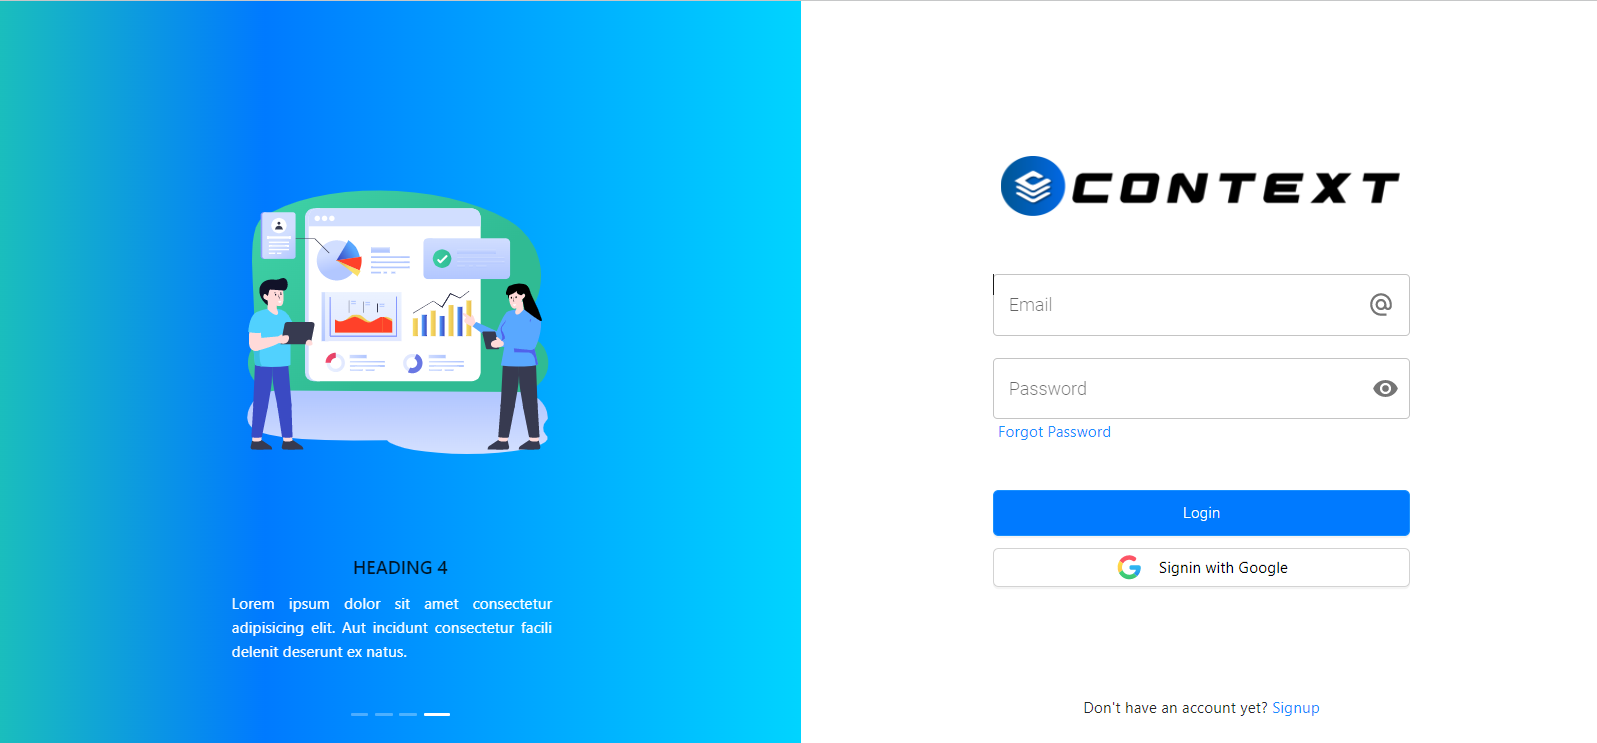 HEADING 4
Lorem ipsum dolor sit amet consectetur
adipisicing elit. Aut incidunt consectetur facili
delenit deserunt ex natus.
CONTEXT
Email
Password
Forgot Password
Login
Signin with Google
Don't have an account yet? Signup